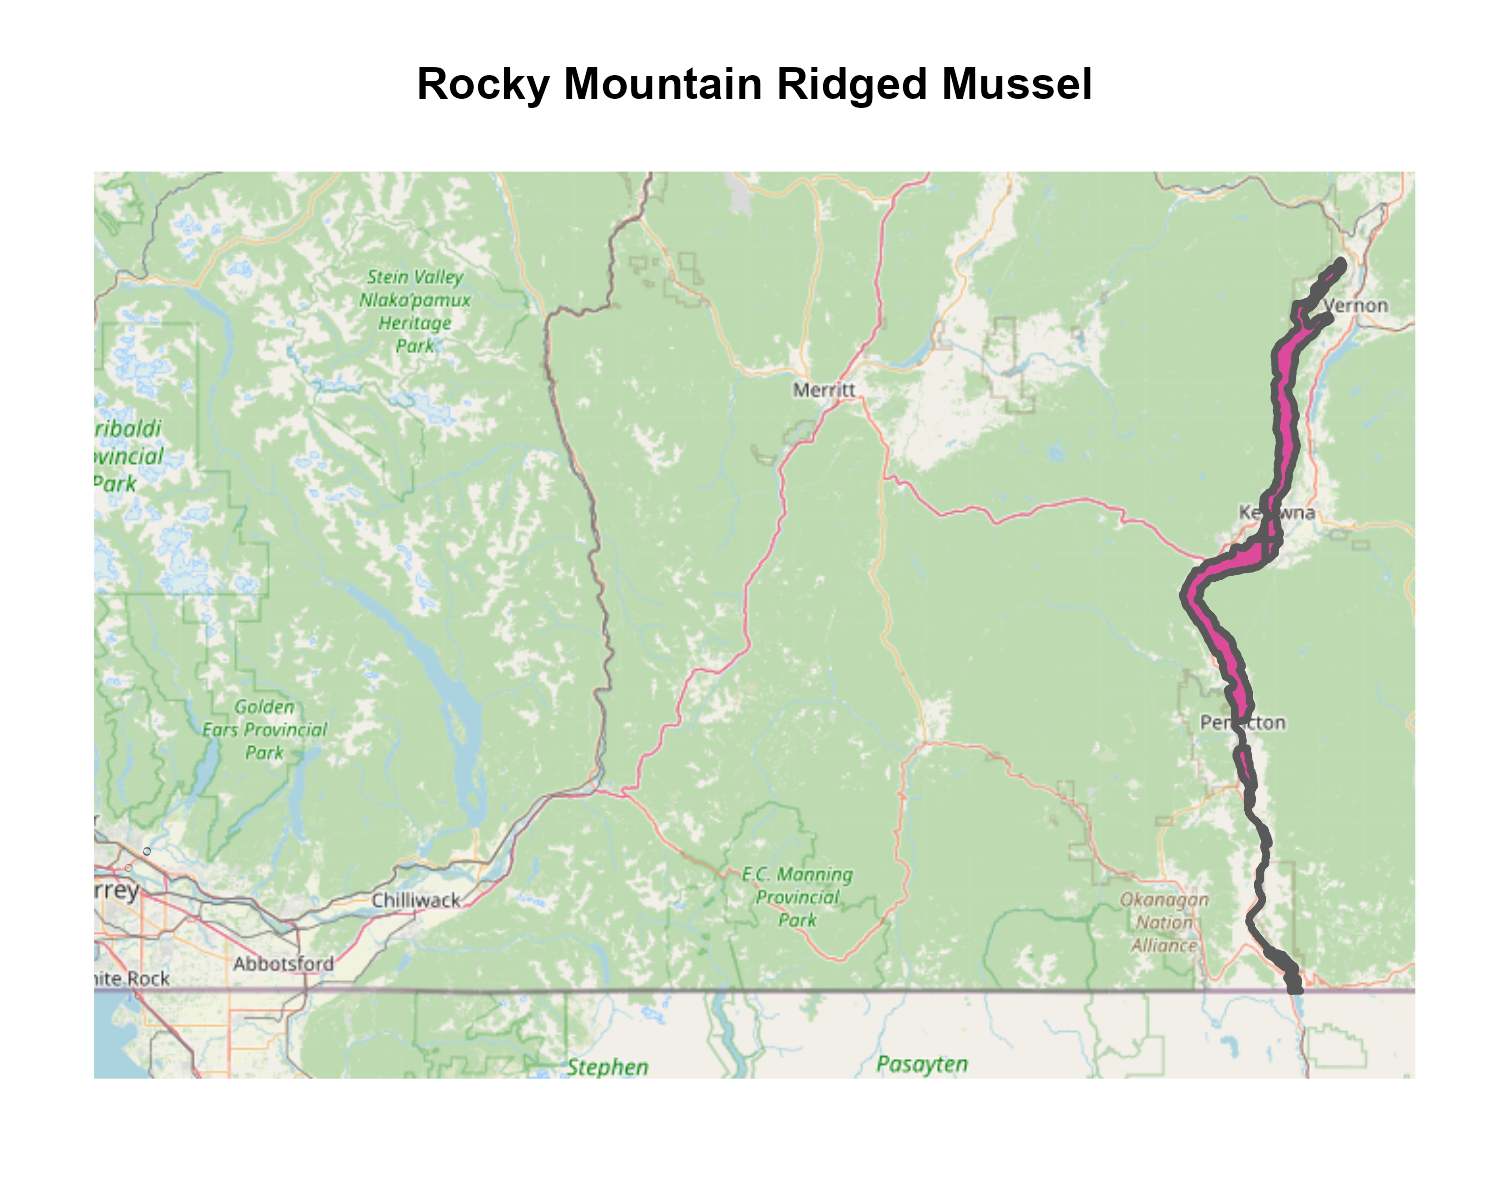 Rocky Mountain Ridged Mussel
Stein Valley
Nlaka'pamux
Heritage
Park
Vernon
Merritt
ribaldi
ovincial
Park
Golden
Ears Provincial
Park
Penticton
E.C. Manning
Provincial
Park
rrey
Chilliwack
Okanagan
Nation
Alliance
Abbotsford
hite Rock
Stephen
Pasayten